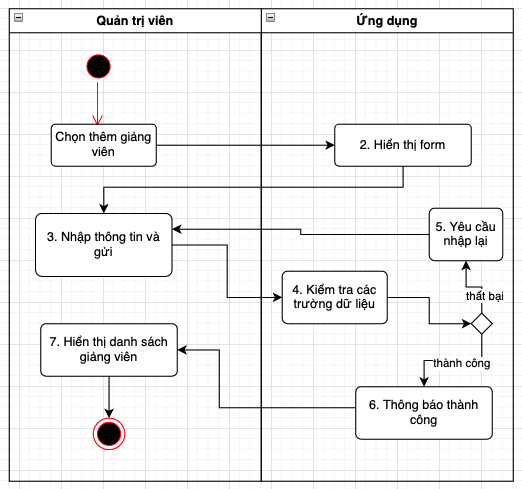 Quản trị viên
Ứng dụng
Chọn thêm giảng
viên
2. Hiển thị form
3. Nhập thông tin và
gửi
5. Yêu cầu
nhập lại
4. Kiểm tra các
trường dữ liệu
thất bại
7. Hiển thị danh sách
giảng viên
thành công
6. Thông báo thành
công